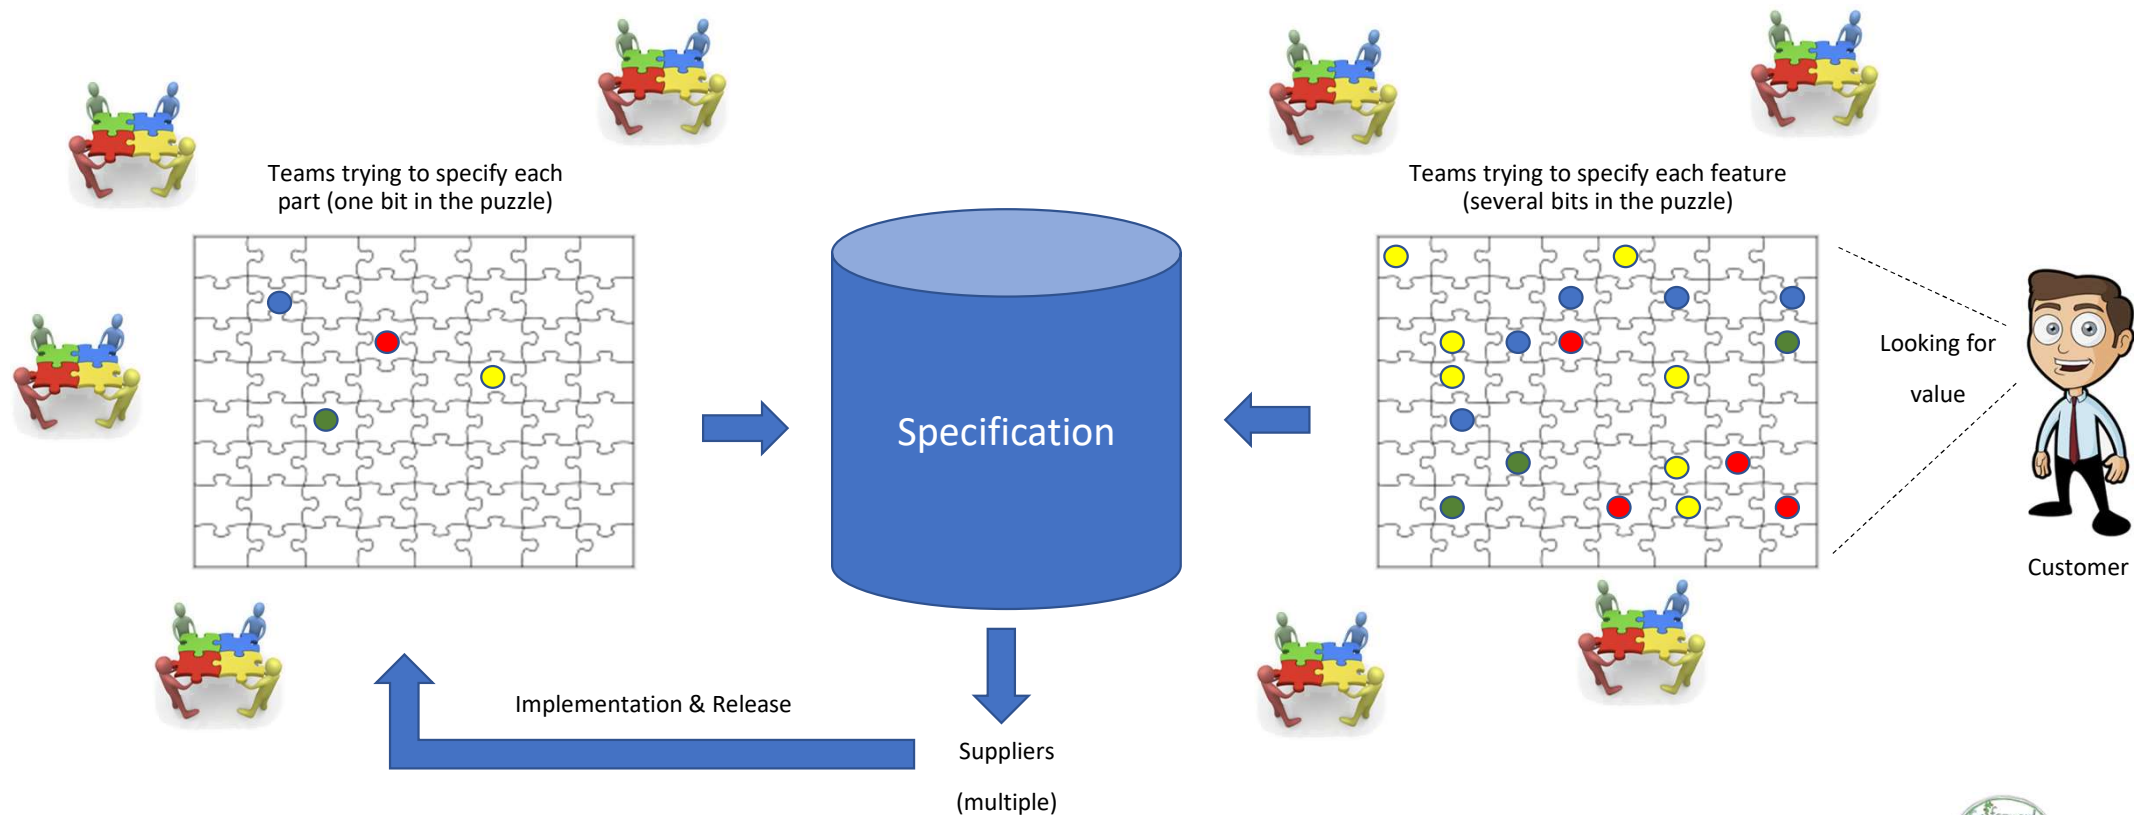 Teams trying to specify each
part (one bit in the puzzle)
Teams trying to specify each feature
(several bits in the puzzle)
Looking for
value
Specification
Customer
Implementation & Release
Suppliers
(multiple)